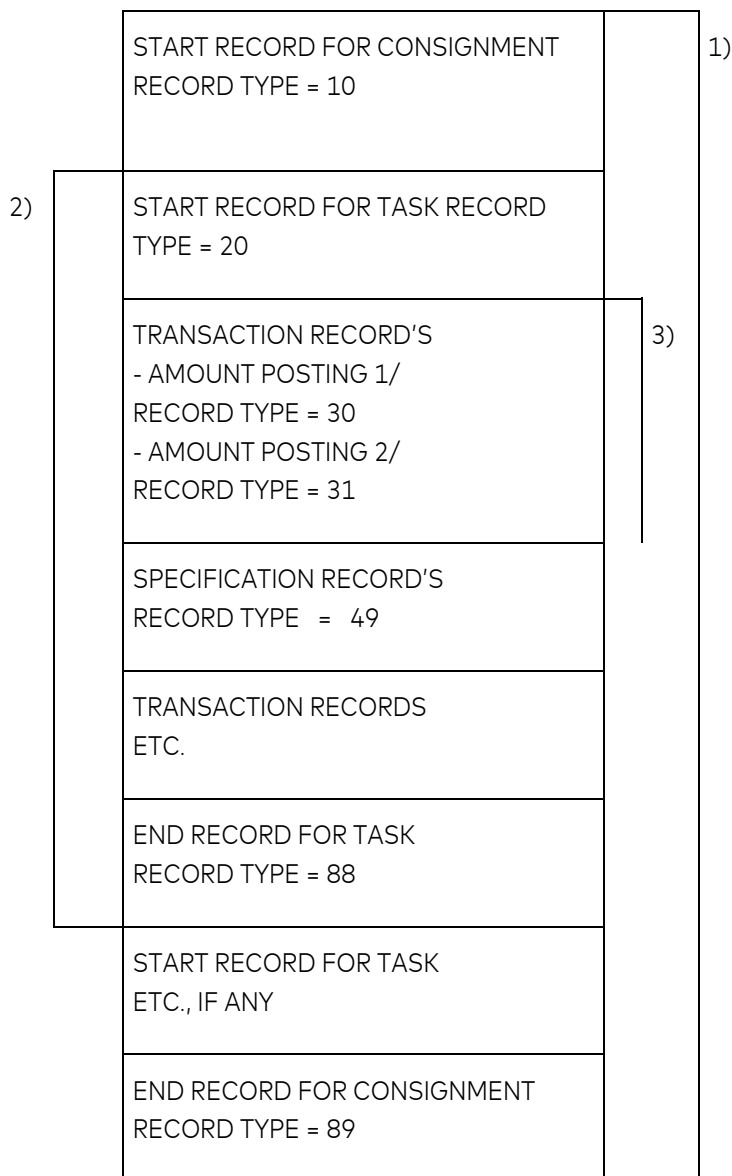 START RECORD FOR CONSIGNMENT
1)
RECORD TYPE = 10
2)
START RECORD FOR TASK RECORD
TYPE = 20
TRANSACTION RECORD'S
3)
- AMOUNT POSTING 1/
RECORD TYPE = 30
- AMOUNT POSTING 2/
RECORD TYPE = 31
SPECIFICATION RECORD'S
RECORD TYPE = 49
TRANSACTION RECORDS
ETC.
END RECORD FOR TASK
RECORD TYPE = 88
START RECORD FOR TASK
ETC., IF ANY
END RECORD FOR CONSIGNMENT
RECORD TYPE = 89